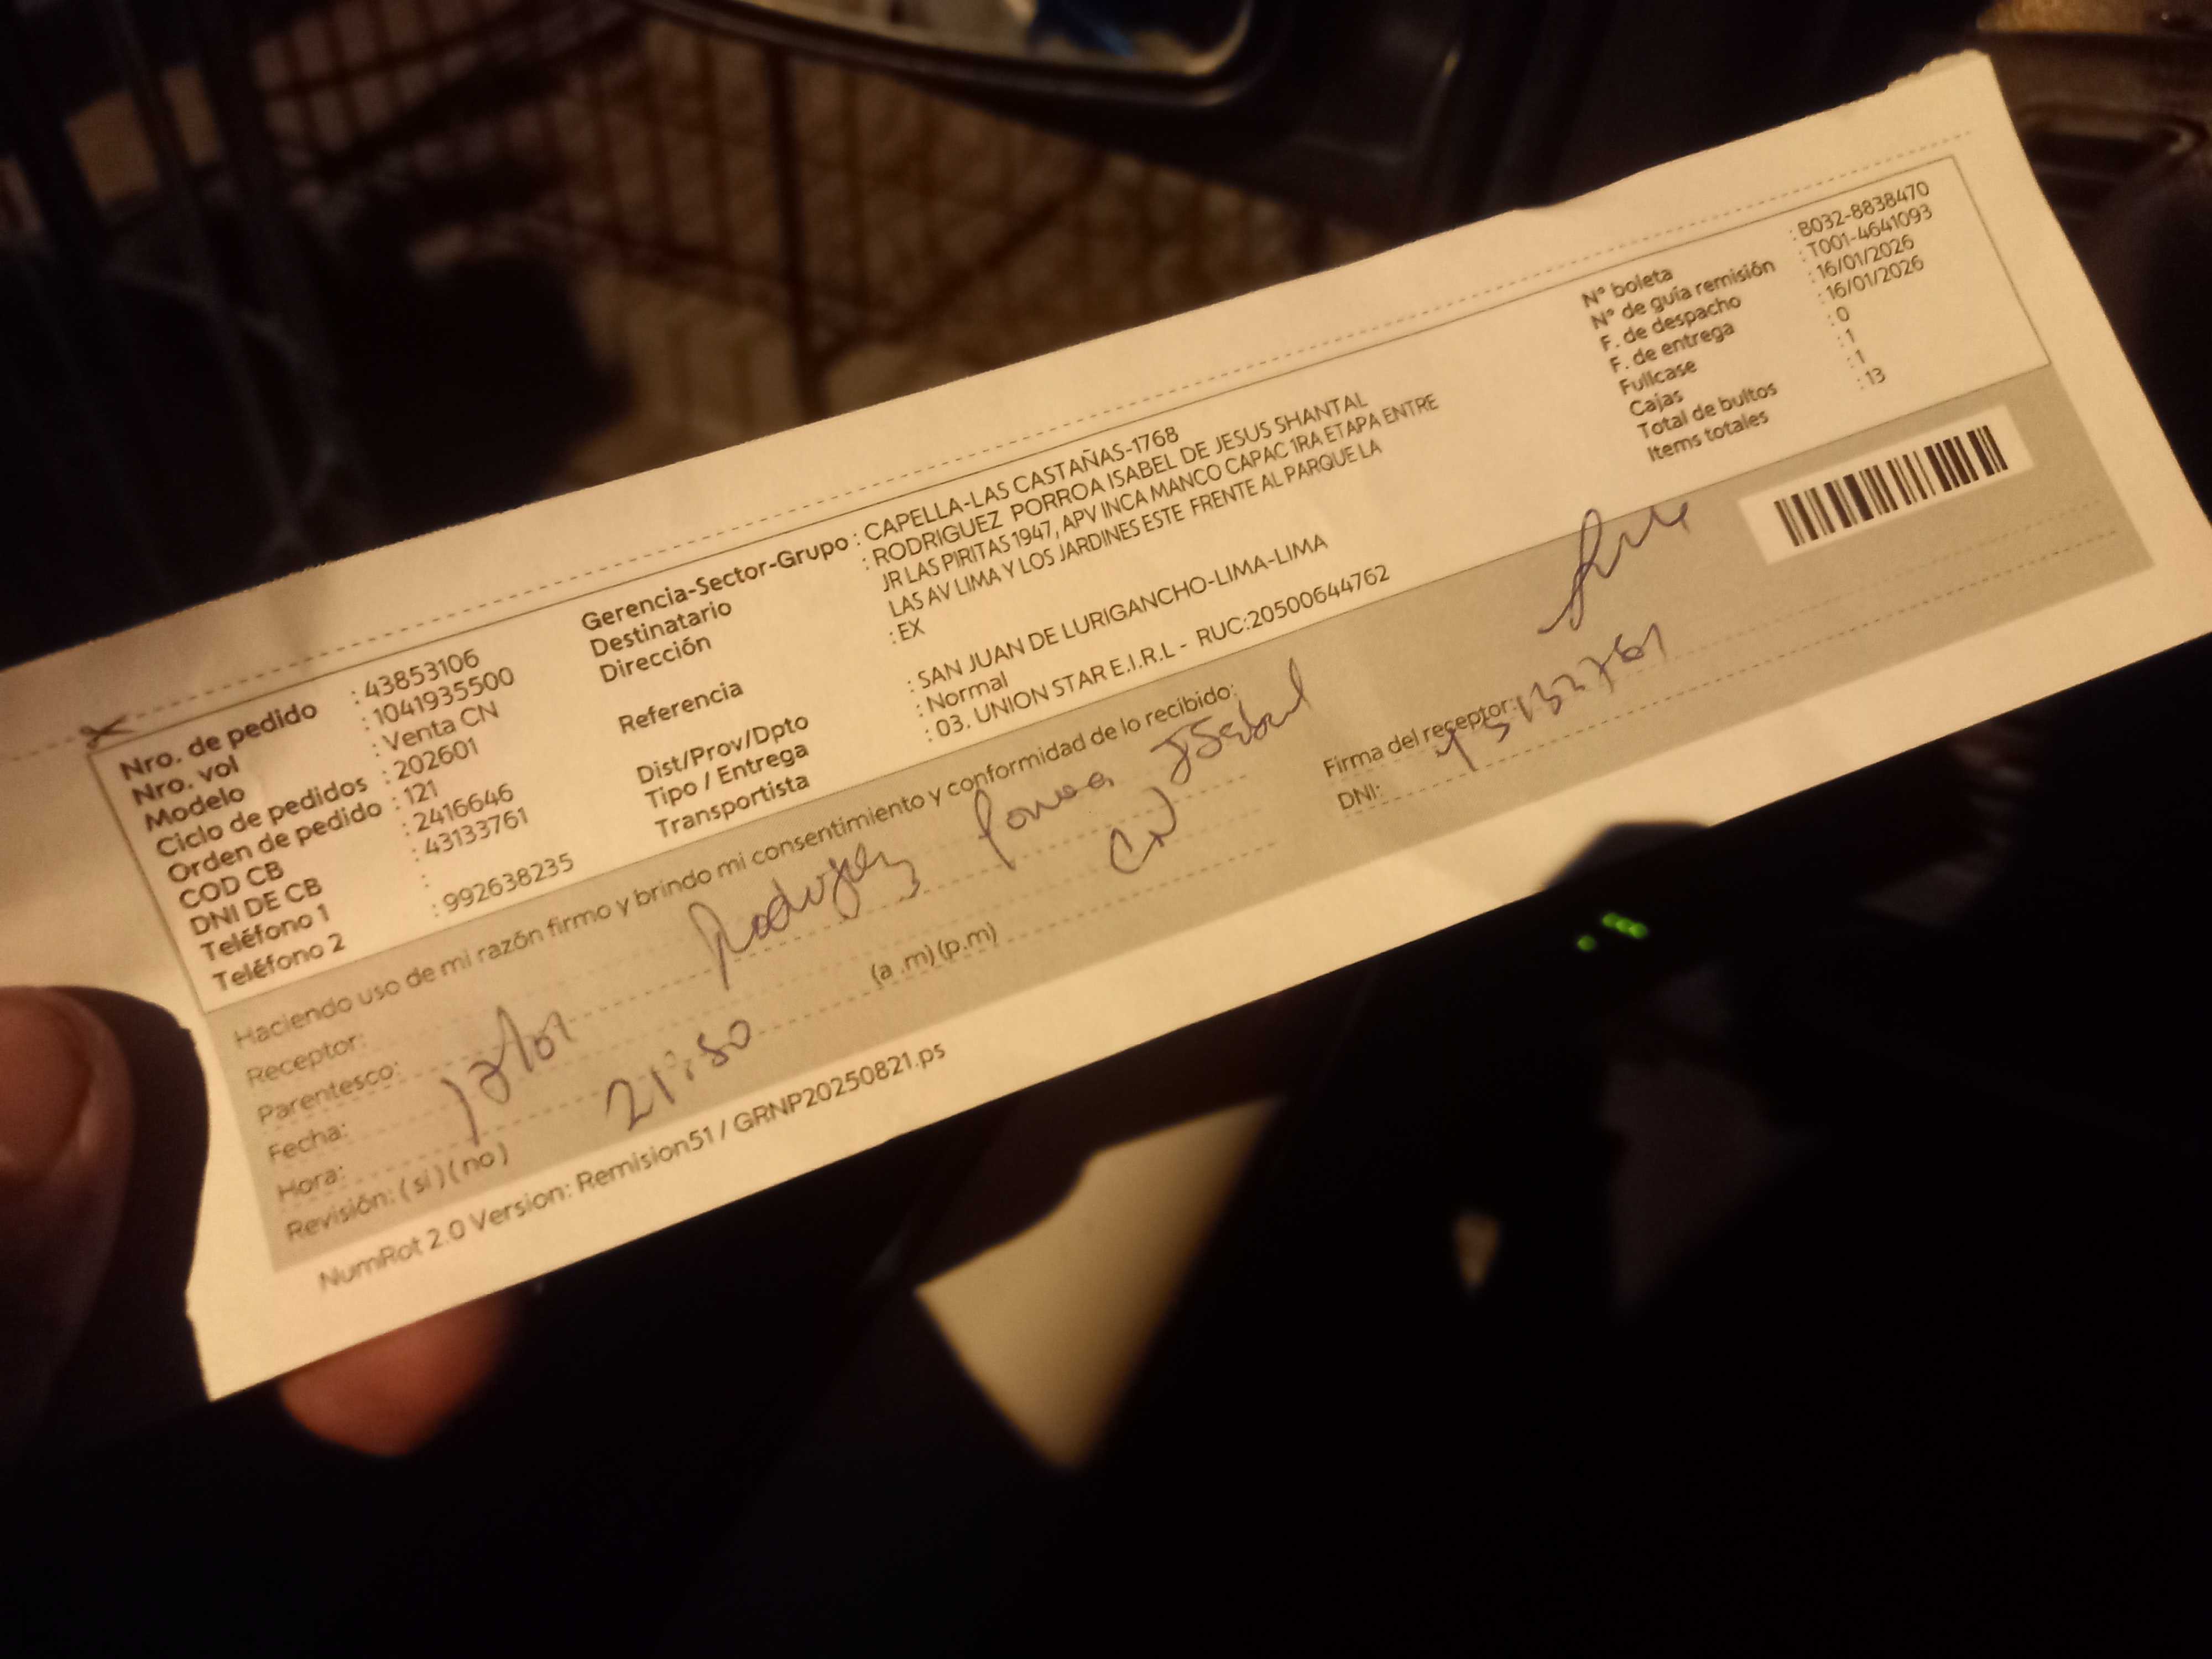 Nro. de pedido : 43853106
Nro. vol : 1041935500
Modelo : Venta CN
Ciclo de pedidos : 202601
Orden de pedido : 121
COD CB : 2416646
DNI DE CB : 43133761
Teléfono 1 :
Teléfono 2 : 992638235
Gerencia-Sector-Grupo : CAPELLA-LAS CASTAÑAS-1768
Destinatario : RODRIGUEZ PORROA ISABEL DE JESUS SHANTAL
Dirección JR LAS PIRITAS 1947, APV INCA MANCO CAPAC 1RA ETAPA ENTRE
LAS AV LIMA Y LOS JARDINES ESTE FRENTE AL PARQUE LA
Referencia : EX
Dist/Prov/Dpto : SAN JUAN DE LURIGANCHO-LIMA-LIMA
Tipo / Entrega : Normal
Transportista : 03. UNION STAR E.I.R.L - RUC:20500644762
N° boleta : B032-8838470
N° de guía remisión : T001-4641093
F. de despacho : 16/01/2026
F. de entrega : 16/01/2026
Fullcase : 0
Cajas : 1
Total de bultos : 1
Items totales : 13
Haciendo uso de mi razón firmo y brindo mi consentimiento y conformidad de lo recibido:
Receptor: Rodriguez Porroa Isabel
Parentesco: CN
Fecha:
Hora: 21:50 (a .m) (p.m)
Revisión: ( si ) ( no )
Firma del receptor:
DNI:
NumRot 2.0 Version: Remision51 / GRNP20250821.ps